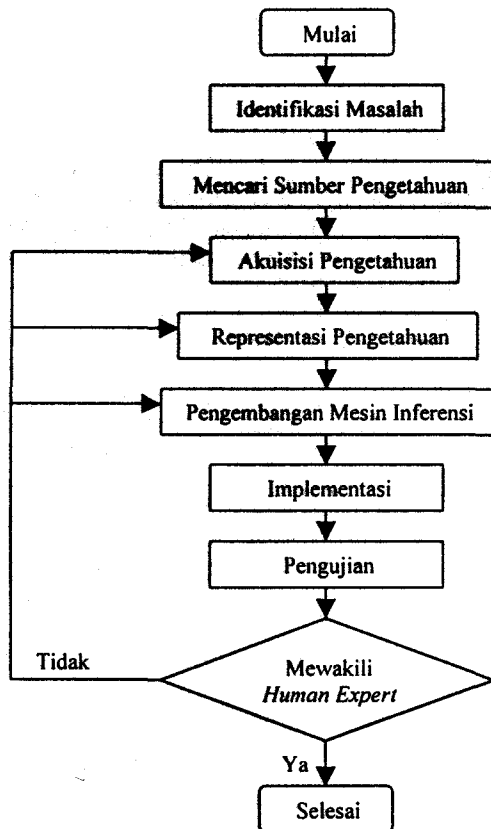 Mulai
Identifikasi Masalah
Mencari Sumber Pengetahuan
Akuisisi Pengetahuan
Representasi Pengetahuan
Pengembangan Mesin Inferensi
Implementasi
Pengujian
Tidak
Mewakili
Human Expert
Ya
Selesai